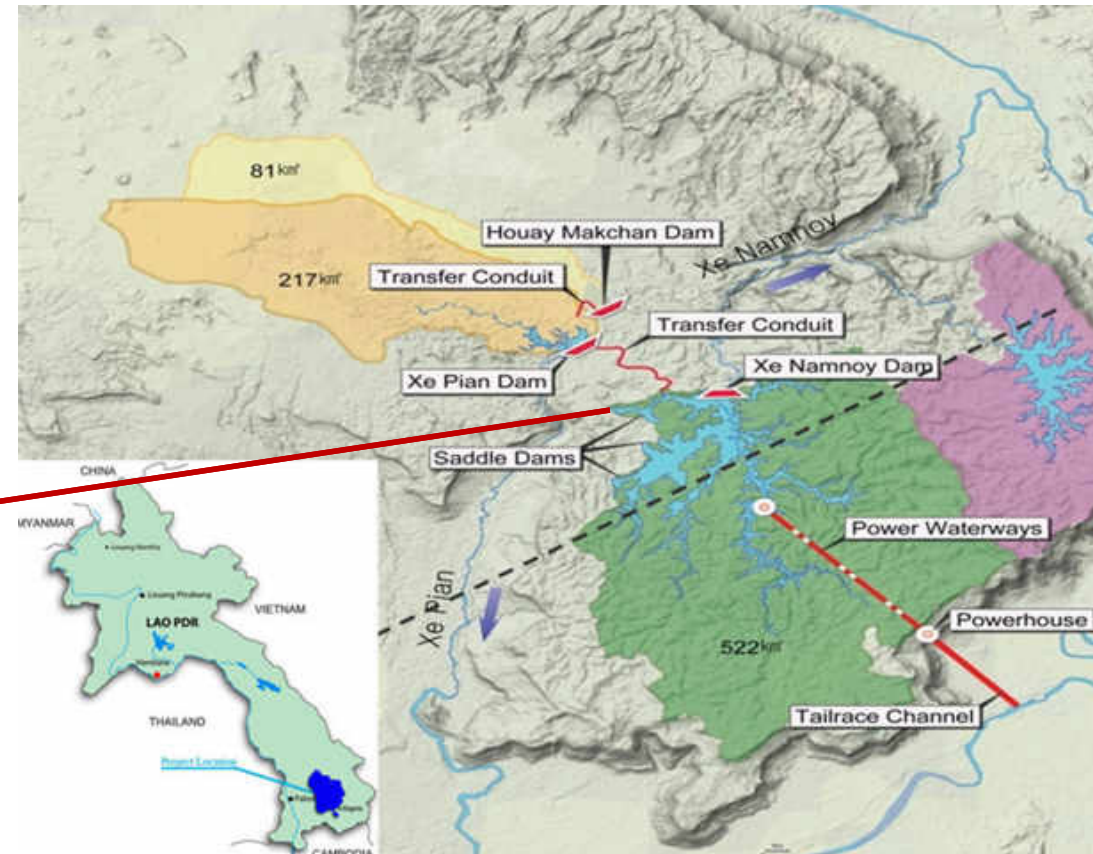 81㎢
Houay Makchan Dam
Xe Namnoy
217㎢
Transfer Conduit
Transfer Conduit
Xe Pian Dam
Xe Namnoy Dam
Saddle Dams
CHINA
MYANMAR
Power Waterways
Xe Pian
VIETNAM
LAO PDR
Powerhouse
522㎢
THAILAND
Tailrace Channel
Project Location
CAMBODIA